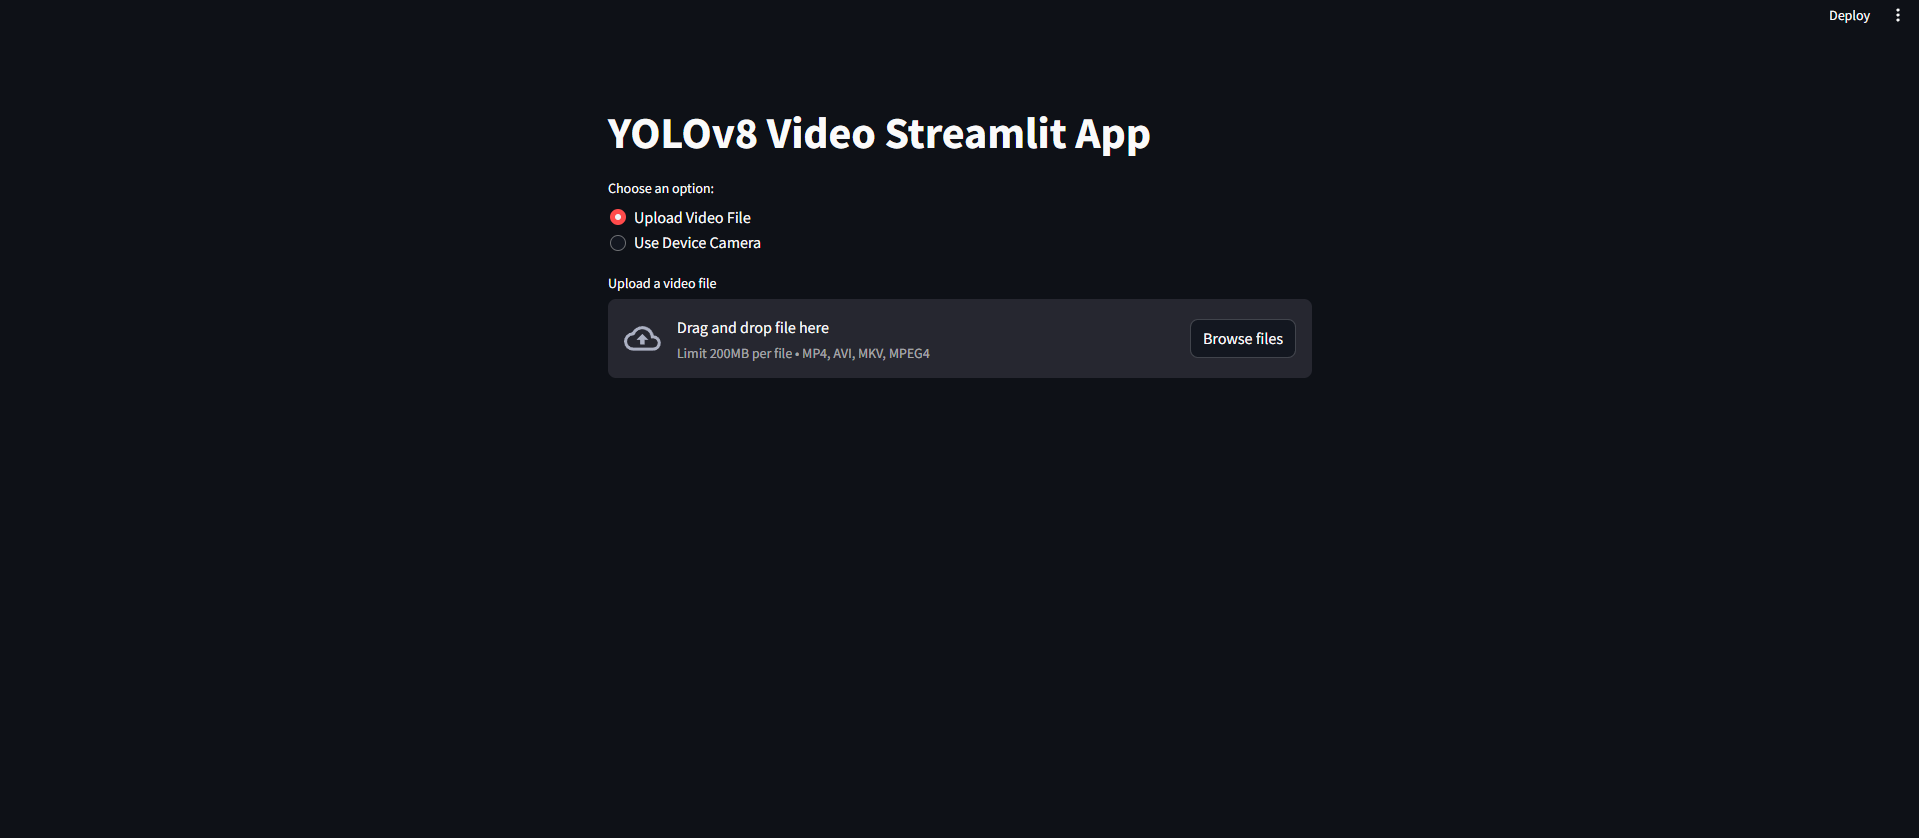 Deploy
YOLOv8 Video Streamlit App
Choose an option:
Upload Video File
Use Device Camera
Upload a video file
Drag and drop file here
Limit 200MB per file • MP4, AVI, MKV, MPEG4
Browse files